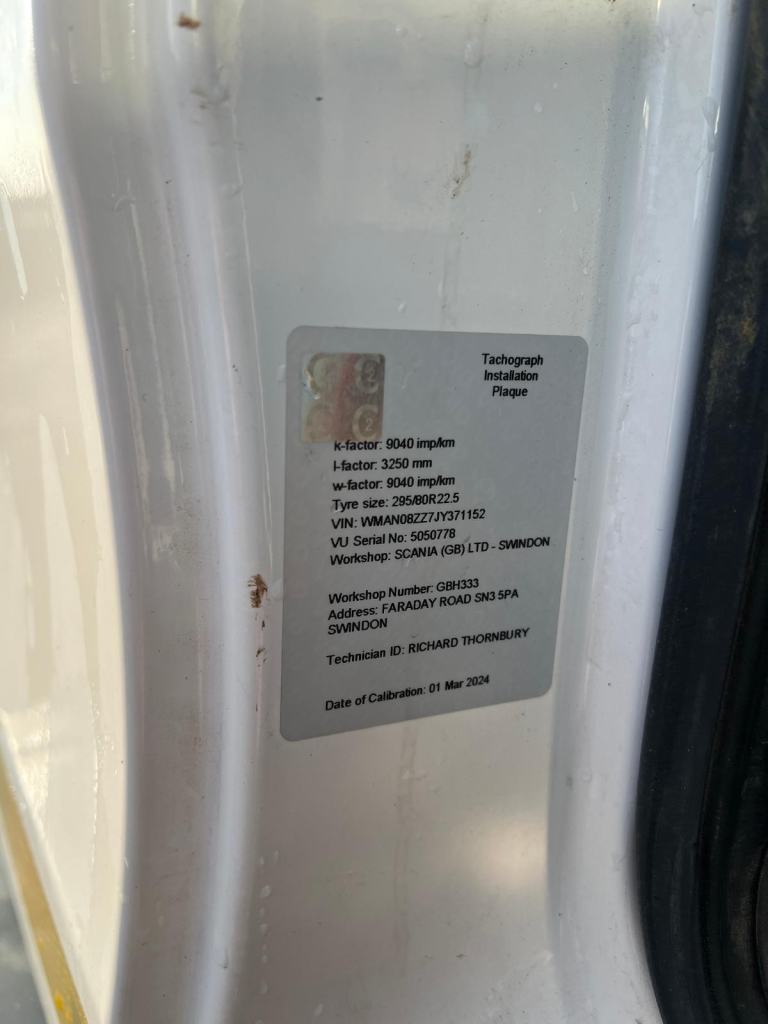 Tachograph
Installation
Plaque
k-factor: 9040 imp/km
l-factor: 3250 mm
w-factor: 9040 imp/km
Tyre size: 295/80R22.5
VIN: WMAN08ZZ7JY371152
VU Serial No: 5050778
Workshop: SCANIA (GB) LTD - SWINDON
Workshop Number: GBH333
Address: FARADAY ROAD SN3 5PA
SWINDON
Technician ID: RICHARD THORNBURY
Date of Calibration: 01 Mar 2024